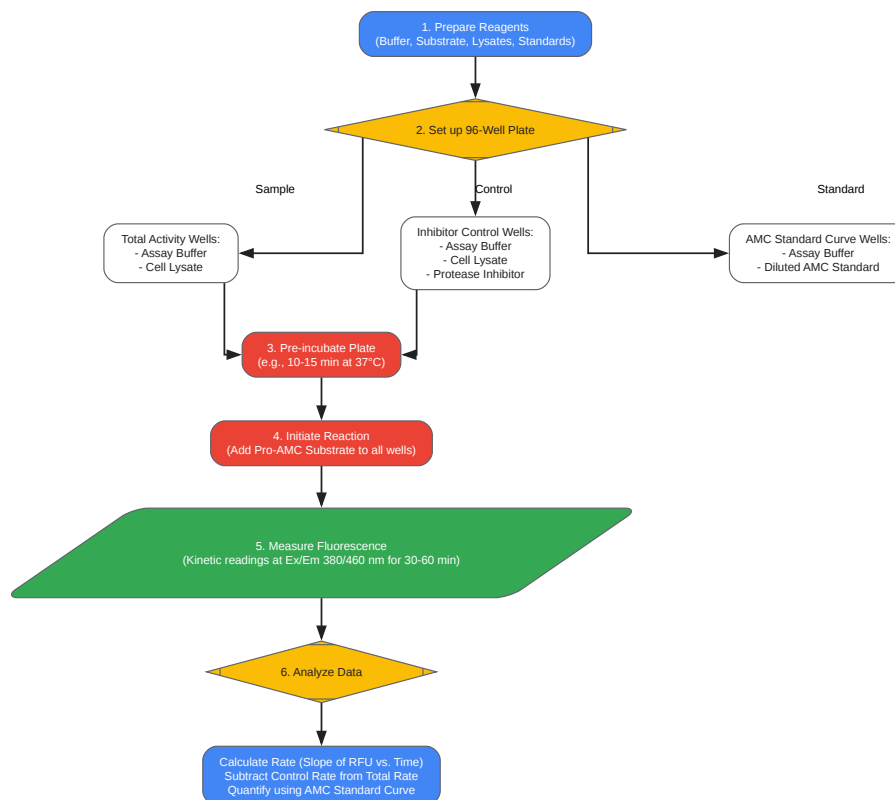 1. Prepare Reagents
(Buffer, Substrate, Lysates, Standards)
2. Set up 96-Well Plate
Sample
Control
Standard
Total Activity Wells:
- Assay Buffer
- Cell Lysate
Inhibitor Control Wells:
- Assay Buffer
- Cell Lysate
- Protease Inhibitor
AMC Standard Curve Wells:
- Assay Buffer
- Diluted AMC Standard
3. Pre-incubate Plate
(e.g., 10-15 min at 37°C)
4. Initiate Reaction
(Add Pro-AMC Substrate to all wells)
5. Measure Fluorescence
(Kinetic readings at Ex/Em 380/460 nm for 30-60 min)
6. Analyze Data
Calculate Rate (Slope of RFU vs. Time)
Subtract Control Rate from Total Rate
Quantify using AMC Standard Curve